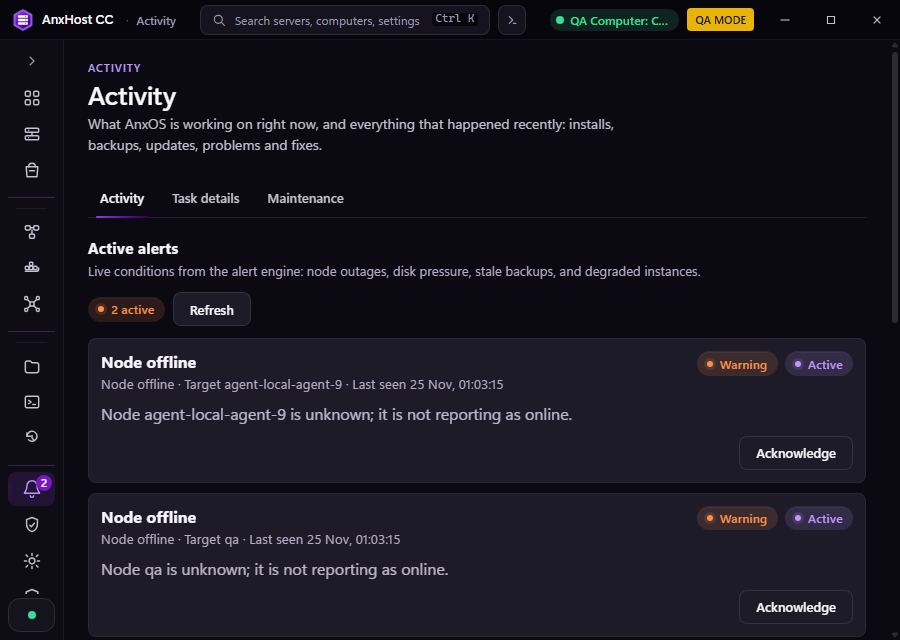 AnxHost CC · Activity
Search servers, computers, settings Ctrl K
QA Computer: C...
QA MODE
ACTIVITY
Activity
What AnxOS is working on right now, and everything that happened recently: installs,
backups, updates, problems and fixes.
Activity Task details Maintenance
Active alerts
Live conditions from the alert engine: node outages, disk pressure, stale backups, and degraded instances.
2 active Refresh
Node offline Warning Active
Node offline · Target agent-local-agent-9 · Last seen 25 Nov, 01:03:15
Node agent-local-agent-9 is unknown; it is not reporting as online.
Acknowledge
2
Node offline Warning Active
Node offline · Target qa · Last seen 25 Nov, 01:03:15
Node qa is unknown; it is not reporting as online.
Acknowledge